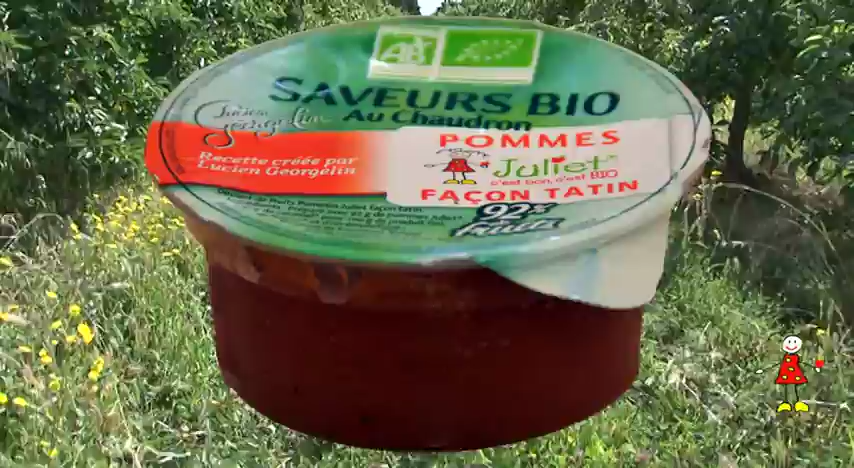 AB
SAVEURS BIO
Au Chaudron
Lucien
Georgelin
Recette créée par
Lucien Georgelin
POMMES
Juliet
c'est bon, c'est BIO
FAÇON TATIN
92%
fruits